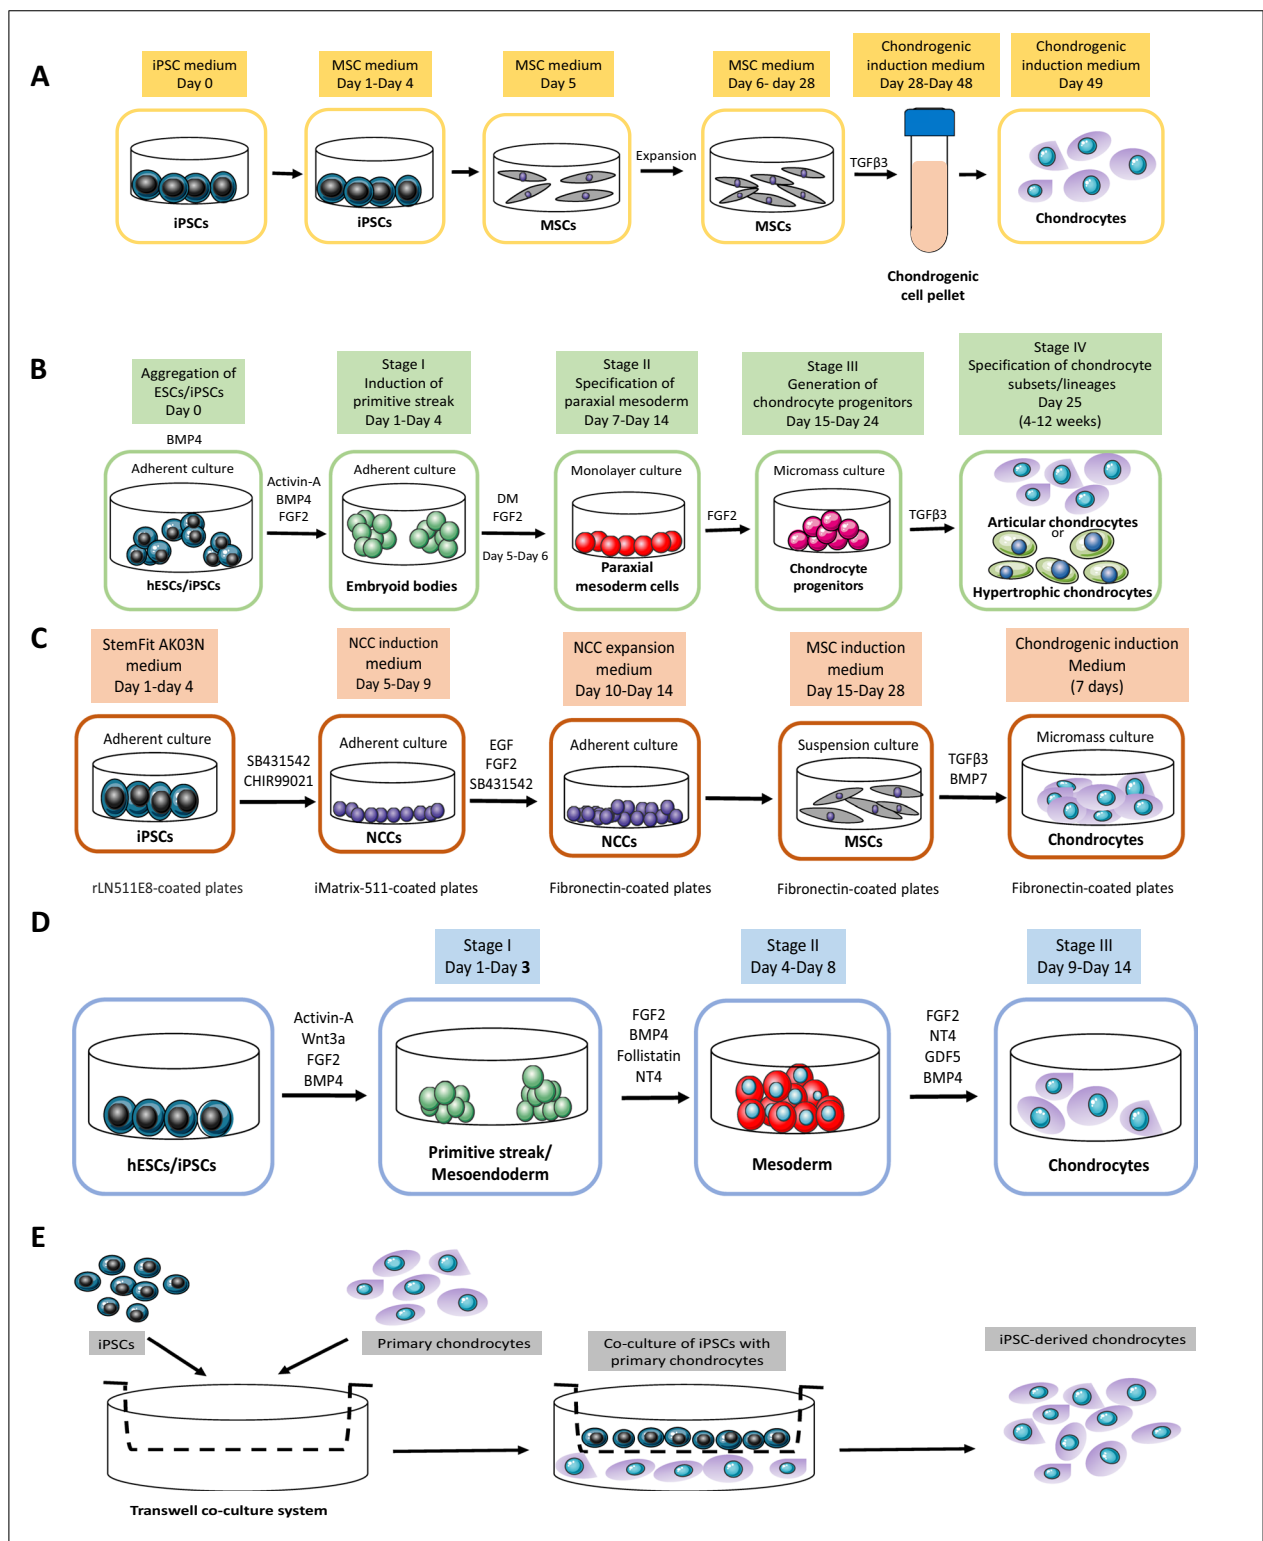 A
iPSC medium
Day 0
MSC medium
Day 1-Day 4
MSC medium
Day 5
MSC medium
Day 6- day 28
Chondrogenic
induction medium
Day 28-Day 48
Chondrogenic
induction medium
Day 49
Expansion
TGFβ3
iPSCs
iPSCs
MSCs
MSCs
Chondrocytes
Chondrogenic
cell pellet
B
Aggregation of
ESCs/iPSCs
Day 0
Stage I
Induction of
primitive streak
Day 1-Day 4
Stage II
Specification of
paraxial mesoderm
Day 7-Day 14
Stage III
Generation of
chondrocyte progenitors
Day 15-Day 24
Stage IV
Specification of chondrocyte
subsets/lineages
Day 25
(4-12 weeks)
BMP4
Adherent culture
hESCs/iPSCs
Activin-A
BMP4
FGF2
Adherent culture
Embryoid bodies
DM
FGF2
Day 5-Day 6
Monolayer culture
Paraxial
mesoderm cells
FGF2
Micromass culture
Chondrocyte
progenitors
TGFβ3
Articular chondrocytes
or
Hypertrophic chondrocytes
C
StemFit AK03N
medium
Day 1-day 4
NCC induction
medium
Day 5-Day 9
NCC expansion
medium
Day 10-Day 14
MSC induction
medium
Day 15-Day 28
Chondrogenic induction
Medium
(7 days)
Adherent culture
iPSCs
SB431542
CHIR99021
Adherent culture
NCCs
EGF
FGF2
SB431542
Adherent culture
NCCs
Suspension culture
MSCs
TGFβ3
BMP7
Micromass culture
Chondrocytes
rLN511E8-coated plates
iMatrix-511-coated plates
Fibronectin-coated plates
Fibronectin-coated plates
Fibronectin-coated plates
D
Stage I
Day 1-Day 3
Stage II
Day 4-Day 8
Stage III
Day 9-Day 14
hESCs/iPSCs
Activin-A
Wnt3a
FGF2
BMP4
Primitive streak/
Mesoendoderm
FGF2
BMP4
Follistatin
NT4
Mesoderm
FGF2
NT4
GDF5
BMP4
Chondrocytes
E
iPSCs
Primary chondrocytes
Co-culture of iPSCs with
primary chondrocytes
iPSC-derived chondrocytes
Transwell co-culture system